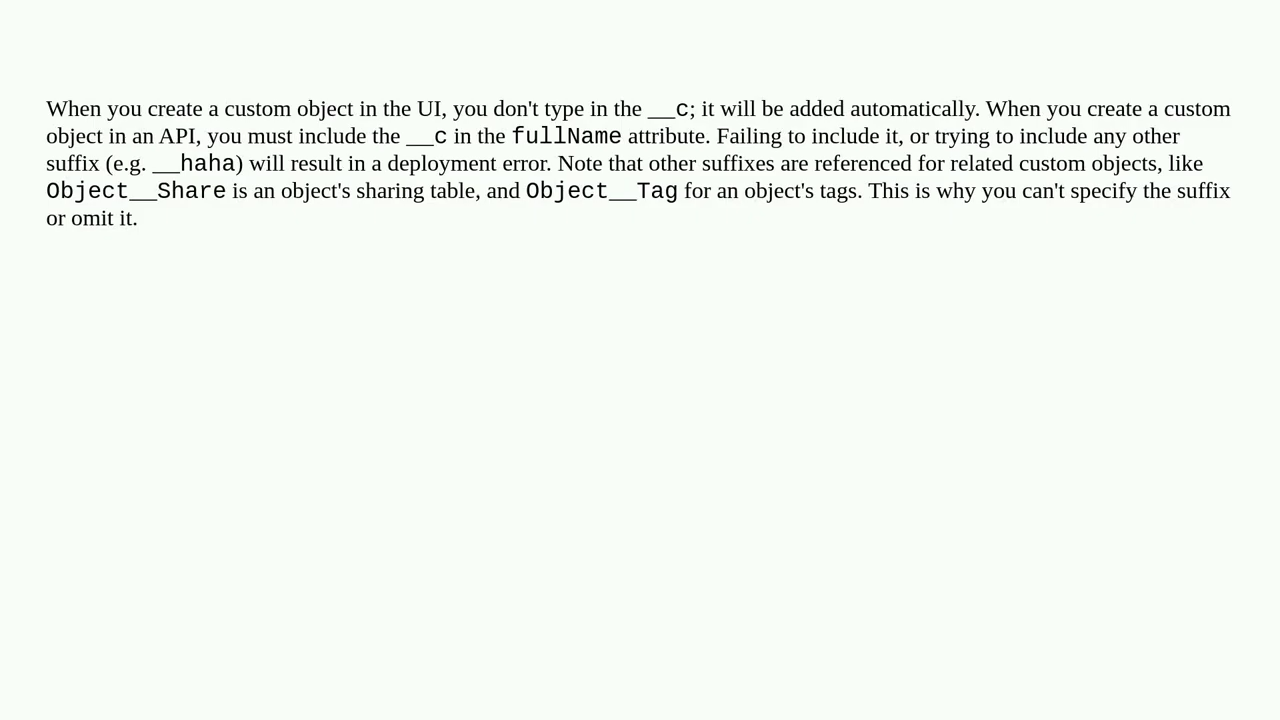 When you create a custom object in the UI, you don't type in the __c; it will be added automatically. When you create a custom
object in an API, you must include the __c in the fullName attribute. Failing to include it, or trying to include any other
suffix (e.g. __haha) will result in a deployment error. Note that other suffixes are referenced for related custom objects, like
Object__Share is an object's sharing table, and Object__Tag for an object's tags. This is why you can't specify the suffix
or omit it.